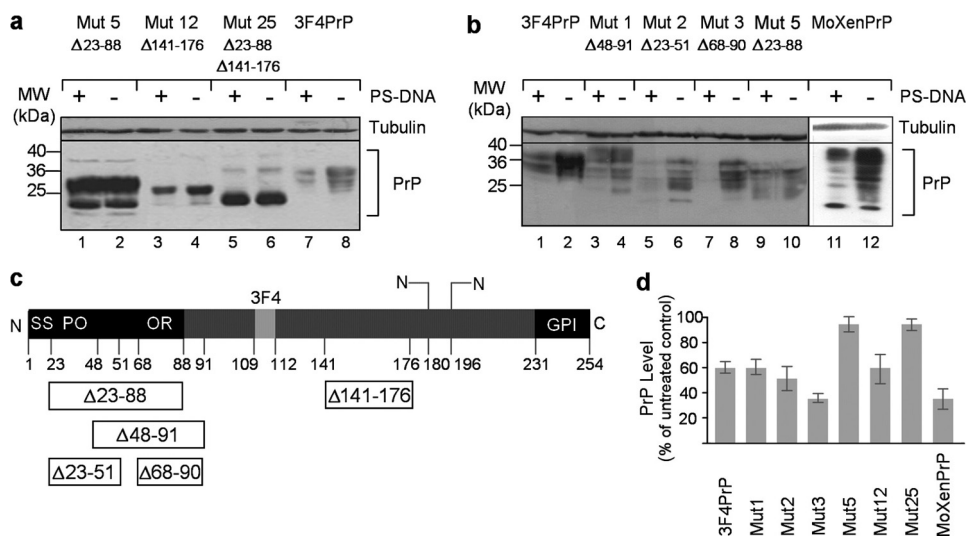 a
Mut 5 Mut 12 Mut 25 3F4PrP
Δ23-88 Δ141-176 Δ23-88
Δ141-176
MW
(kDa)
+ - + - + - + - PS-DNA
Tubulin
40
36
25
PrP
1 2 3 4 5 6 7 8
b
3F4PrP Mut 1 Mut 2 Mut 3 Mut 5 MoXenPrP
Δ48-91 Δ23-51 Δ68-90 Δ23-88
MW
(kDa)
+ - + - + - + - + - + - PS-DNA
Tubulin
40
36
25
PrP
1 2 3 4 5 6 7 8 9 10 11 12
c
3F4 N N
N SS PO OR GPI C
1 23 48 51 68 88 91 109 112 141 176 180 196 231 254
Δ23-88 Δ141-176
Δ48-91
Δ23-51 Δ68-90
d
PrP Level
(% of untreated control)
100
80
60
40
20
3F4PrP
Mut1
Mut2
Mut3
Mut5
Mut12
Mut25
MoXenPrP